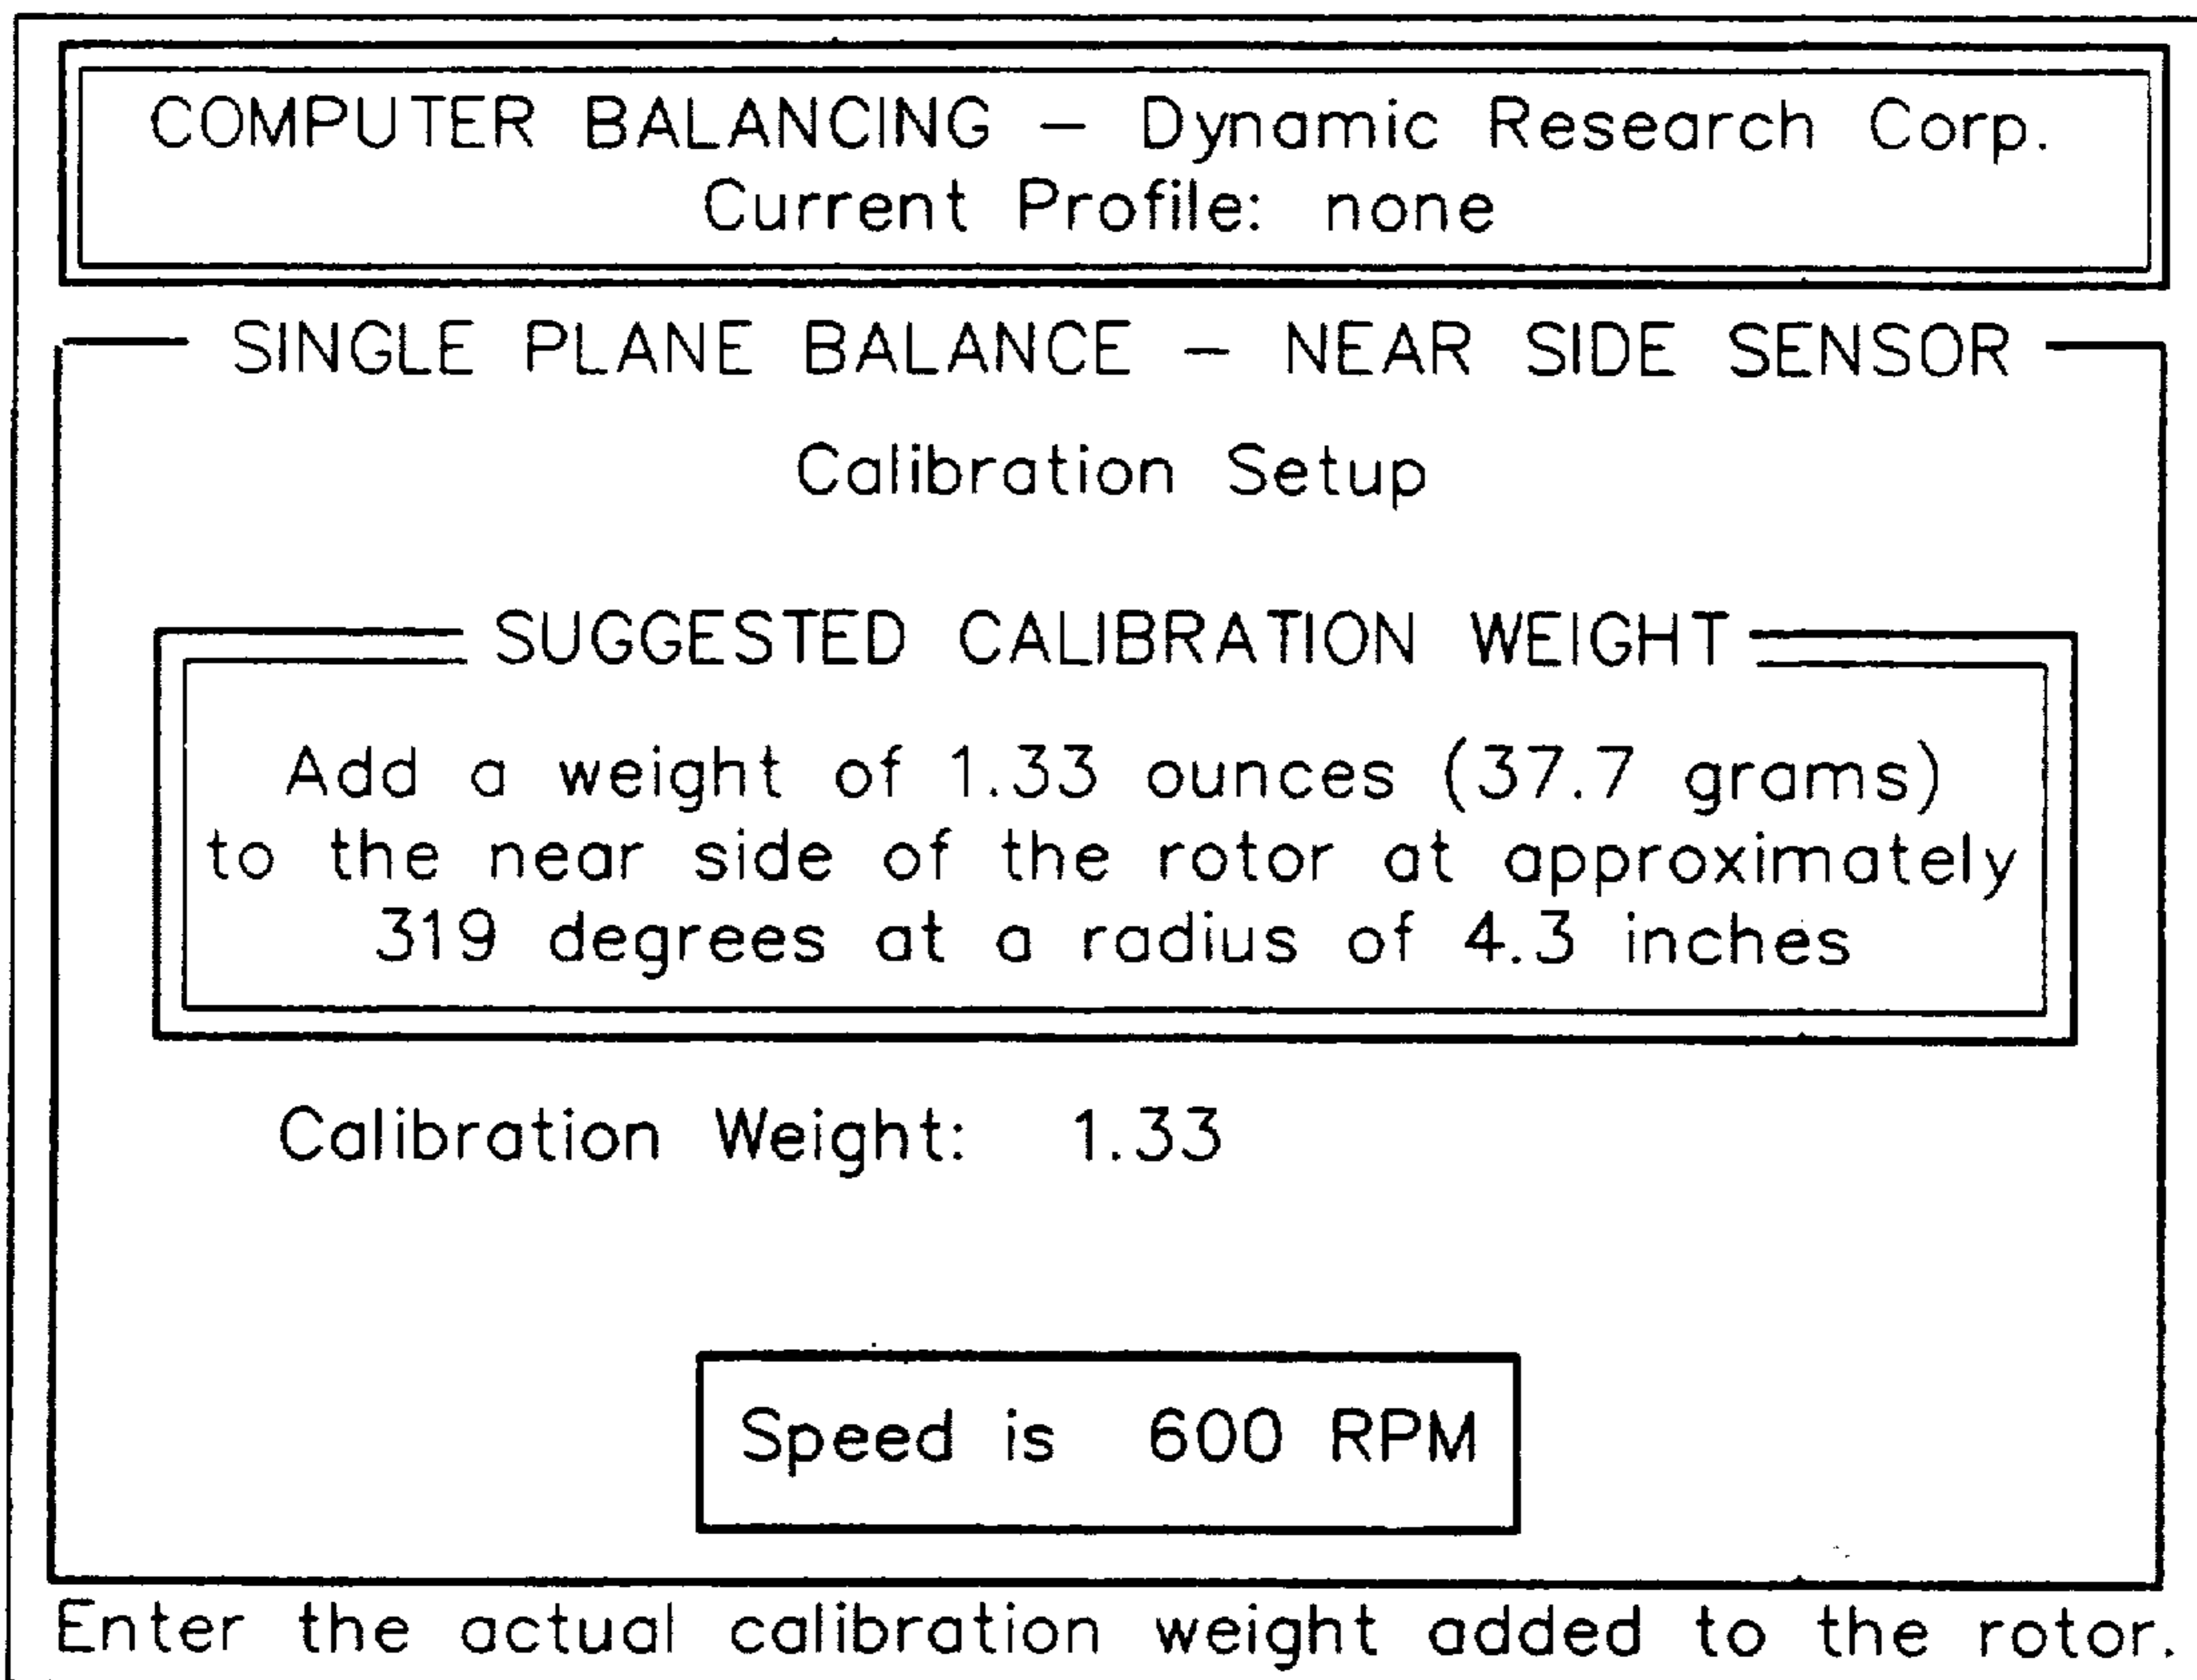 COMPUTER BALANCING – Dynamic Research Corp.
Current Profile: none
SINGLE PLANE BALANCE – NEAR SIDE SENSOR
Calibration Setup
SUGGESTED CALIBRATION WEIGHT
Add a weight of 1.33 ounces (37.7 grams)
to the near side of the rotor at approximately
319 degrees at a radius of 4.3 inches
Calibration Weight: 1.33
Speed is 600 RPM
Enter the actual calibration weight added to the rotor.